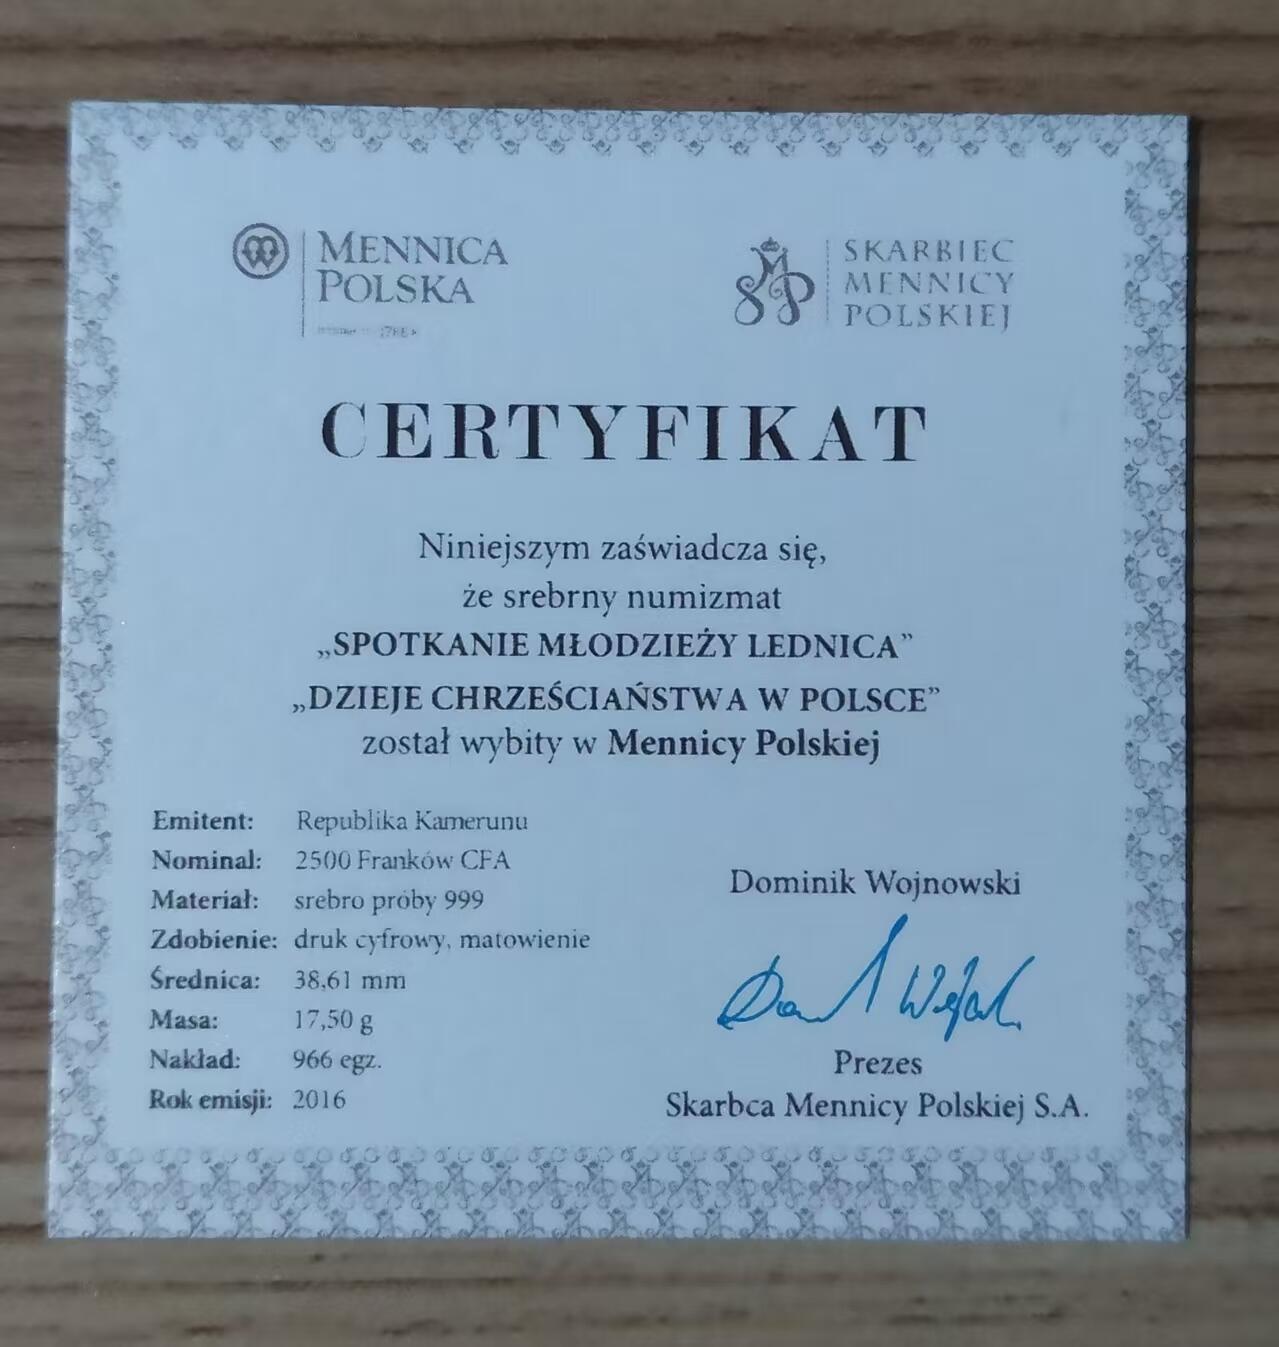 MENNICA
POLSKA
SKARBIEC
MENNICY
POLSKIEJ
CERTYFIKAT
Niniejszym zaświadcza się,
że srebrny numizmat
„SPOTKANIE MŁODZIEŻY LEDNICA”
„DZIEJE CHRZEŚCIAŃSTWA W POLSCE”
został wybity w Mennicy Polskiej
Emitent: Republika Kamerunu
Nominal: 2500 Franków CFA
Materiał: srebro próby 999
Zdobienie: druk cyfrowy, matowienie
Średnica: 38,61 mm
Masa: 17,50 g
Nakład: 966 egz.
Rok emisji: 2016
Dominik Wojnowski
Prezes
Skarbca Mennicy Polskiej S.A.